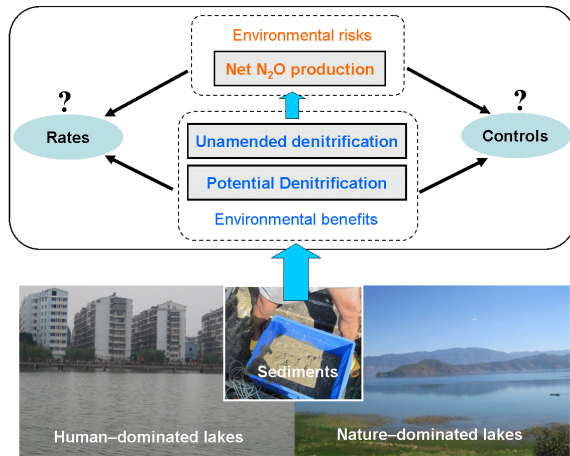 Environmental risks
Net N₂O production
?
?
Rates
Controls
Unamended denitrification
Potential Denitrification
Environmental benefits
Sediments
Human–dominated lakes
Nature–dominated lakes